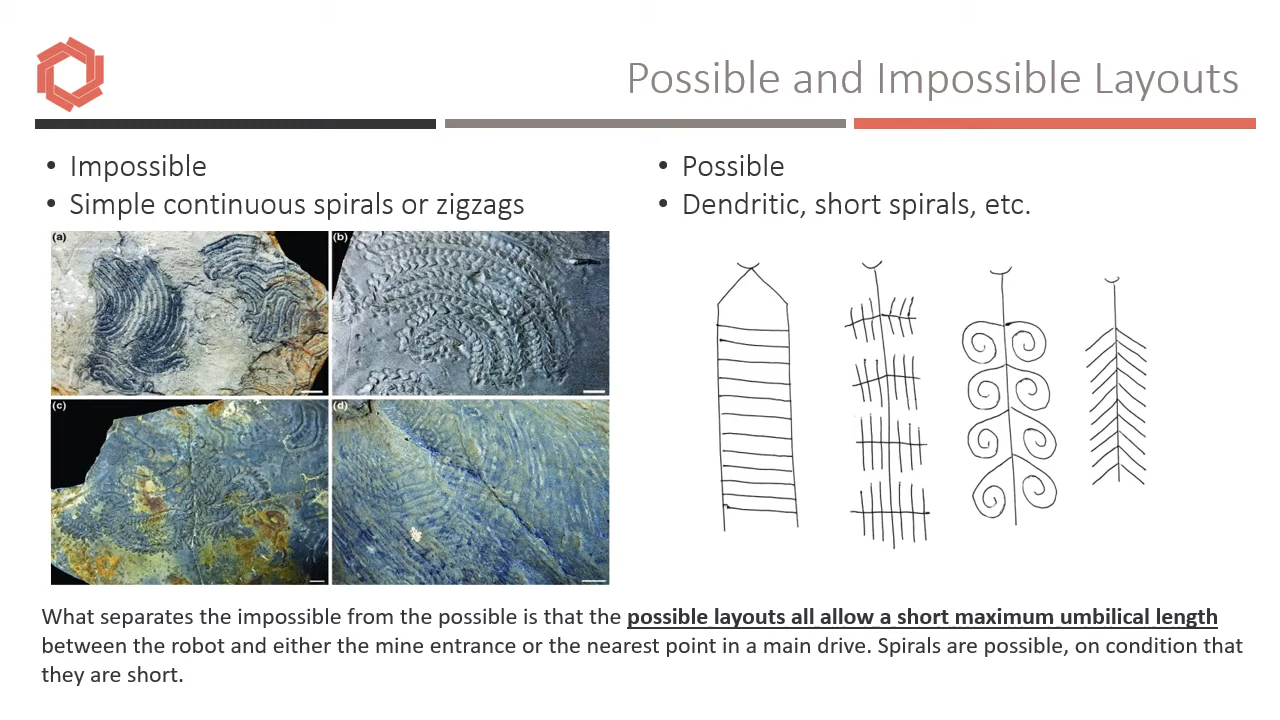 Possible and Impossible Layouts
• Impossible
• Simple continuous spirals or zigzags
(a)
(b)
(c)
(d)
• Possible
• Dendritic, short spirals, etc.
What separates the impossible from the possible is that the possible layouts all allow a short maximum umbilical length
between the robot and either the mine entrance or the nearest point in a main drive. Spirals are possible, on condition that
they are short.